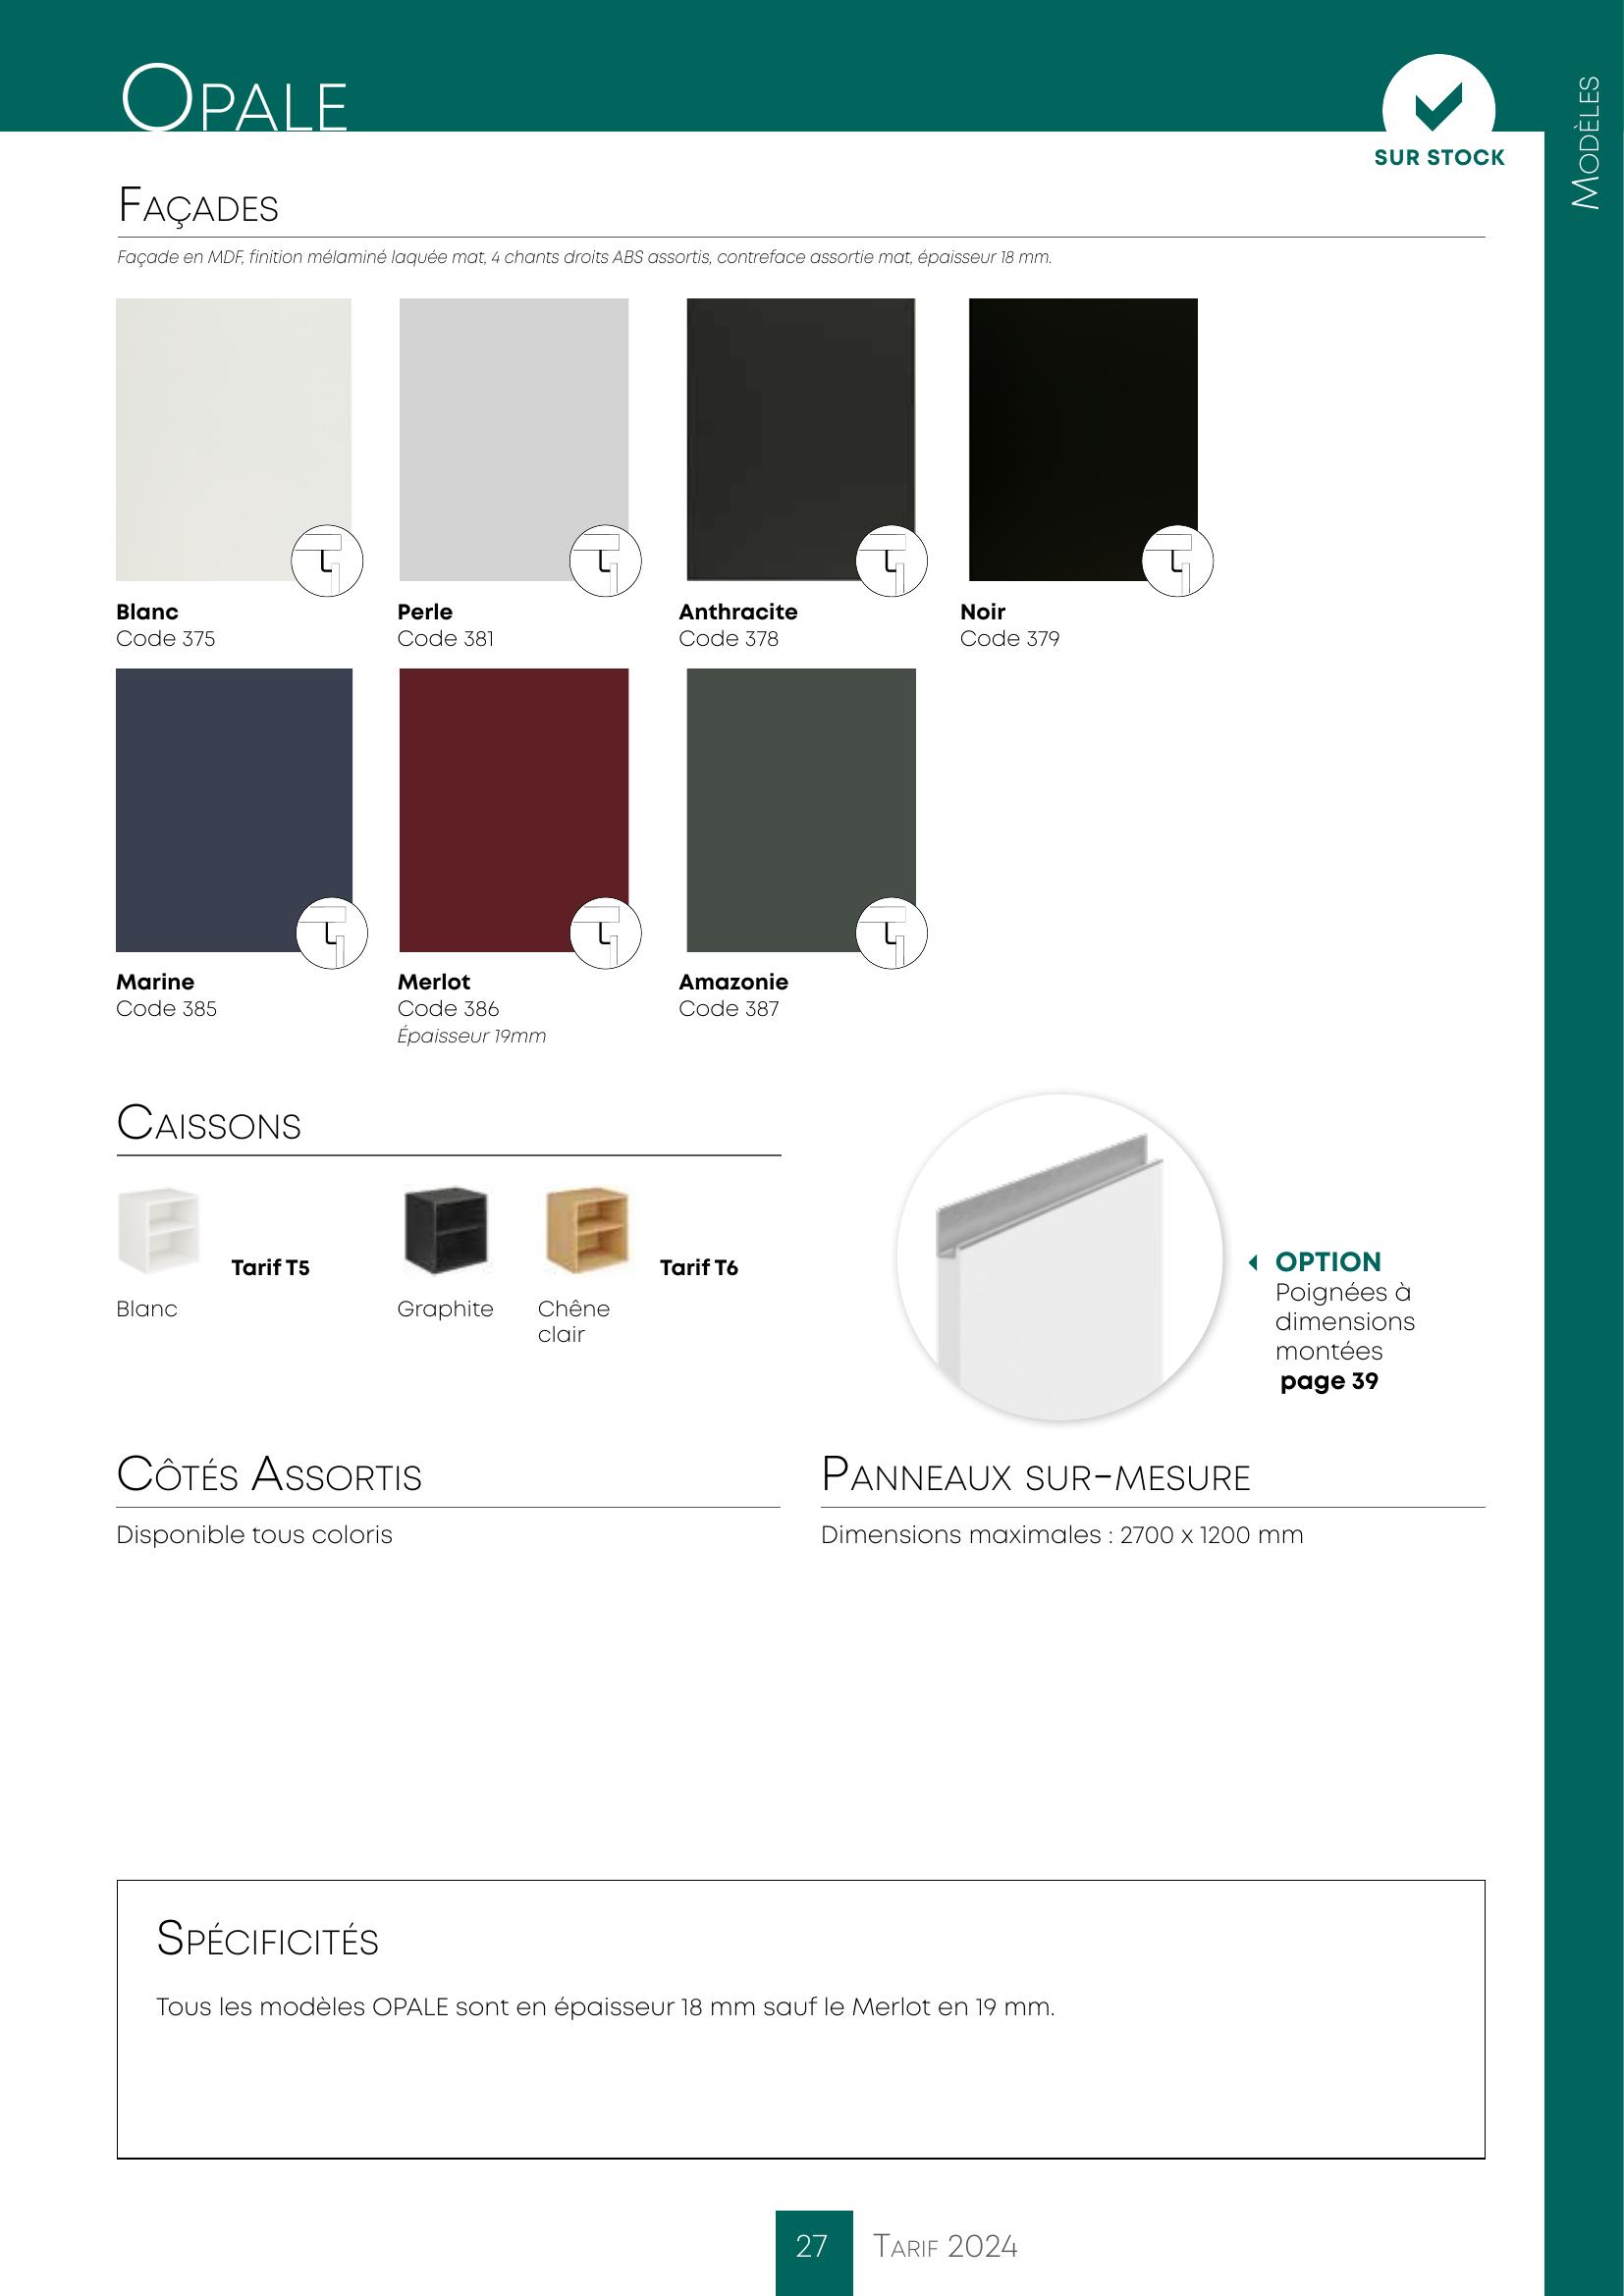 Opale
SUR STOCK
Modèles
Façades
Façade en MDF, finition mélaminé laquée mat, 4 chants droits ABS assortis, contreface assortie mat, épaisseur 18 mm.
Blanc
Code 375
Perle
Code 381
Anthracite
Code 378
Noir
Code 379
Marine
Code 385
Merlot
Code 386
Épaisseur 19mm
Amazonie
Code 387
Caissons
Tarif T5
Tarif T6
Blanc
Graphite
Chêne
clair
OPTION
Poignées à
dimensions
montées
page 39
Côtés Assortis
Disponible tous coloris
Panneaux sur-mesure
Dimensions maximales : 2700 x 1200 mm
Spécificités
Tous les modèles OPALE sont en épaisseur 18 mm sauf le Merlot en 19 mm.
27 Tarif 2024